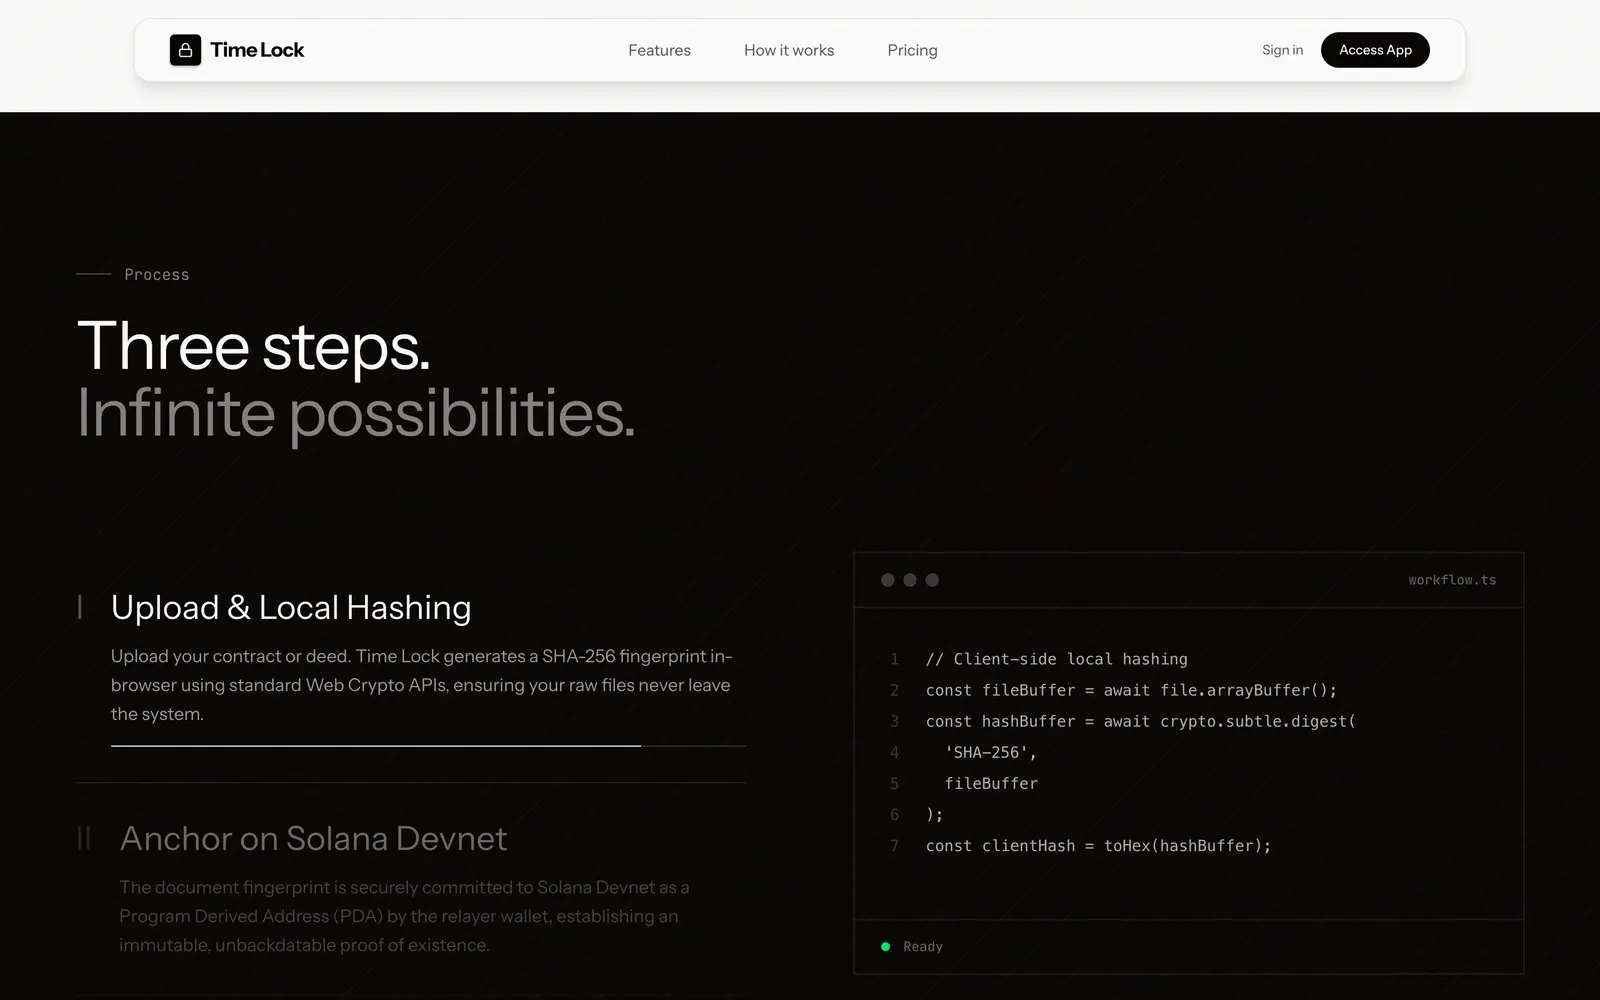 Time Lock
Features
How it works
Pricing
Sign in
Access App
Process
Three steps.
Infinite possibilities.
I
Upload & Local Hashing
Upload your contract or deed. Time Lock generates a SHA-256 fingerprint in-
browser using standard Web Crypto APIs, ensuring your raw files never leave
the system.
II
Anchor on Solana Devnet
The document fingerprint is securely committed to Solana Devnet as a
Program Derived Address (PDA) by the relayer wallet, establishing an
immutable, unbackdatable proof of existence.
workflow.ts
1 // Client-side local hashing
2 const fileBuffer = await file.arrayBuffer();
3 const hashBuffer = await crypto.subtle.digest(
4   'SHA-256',
5   fileBuffer
6 );
7 const clientHash = toHex(hashBuffer);
Ready